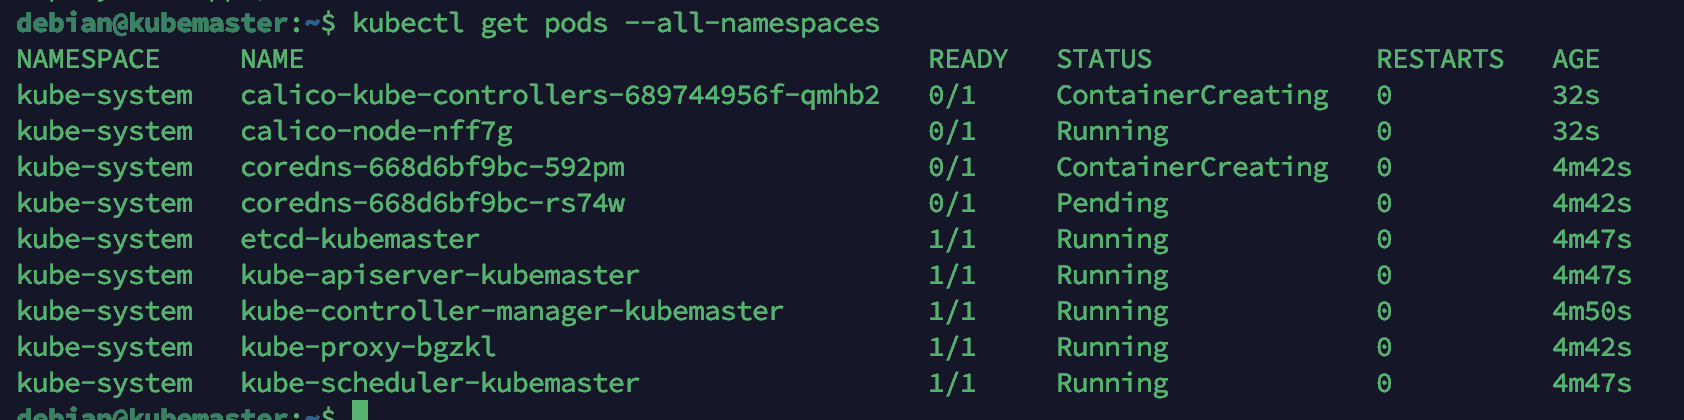 debian@kubemaster:~$ kubectl get pods --all-namespaces
NAMESPACE NAME READY STATUS RESTARTS AGE
kube-system calico-kube-controllers-689744956f-qmhb2 0/1 ContainerCreating 0 32s
kube-system calico-node-nff7g 0/1 Running 0 32s
kube-system coredns-668d6bf9bc-592pm 0/1 ContainerCreating 0 4m42s
kube-system coredns-668d6bf9bc-rs74w 0/1 Pending 0 4m42s
kube-system etcd-kubemaster 1/1 Running 0 4m47s
kube-system kube-apiserver-kubemaster 1/1 Running 0 4m47s
kube-system kube-controller-manager-kubemaster 1/1 Running 0 4m50s
kube-system kube-proxy-bgzkl 1/1 Running 0 4m42s
kube-system kube-scheduler-kubemaster 1/1 Running 0 4m47s
debian@kubemaster:~$